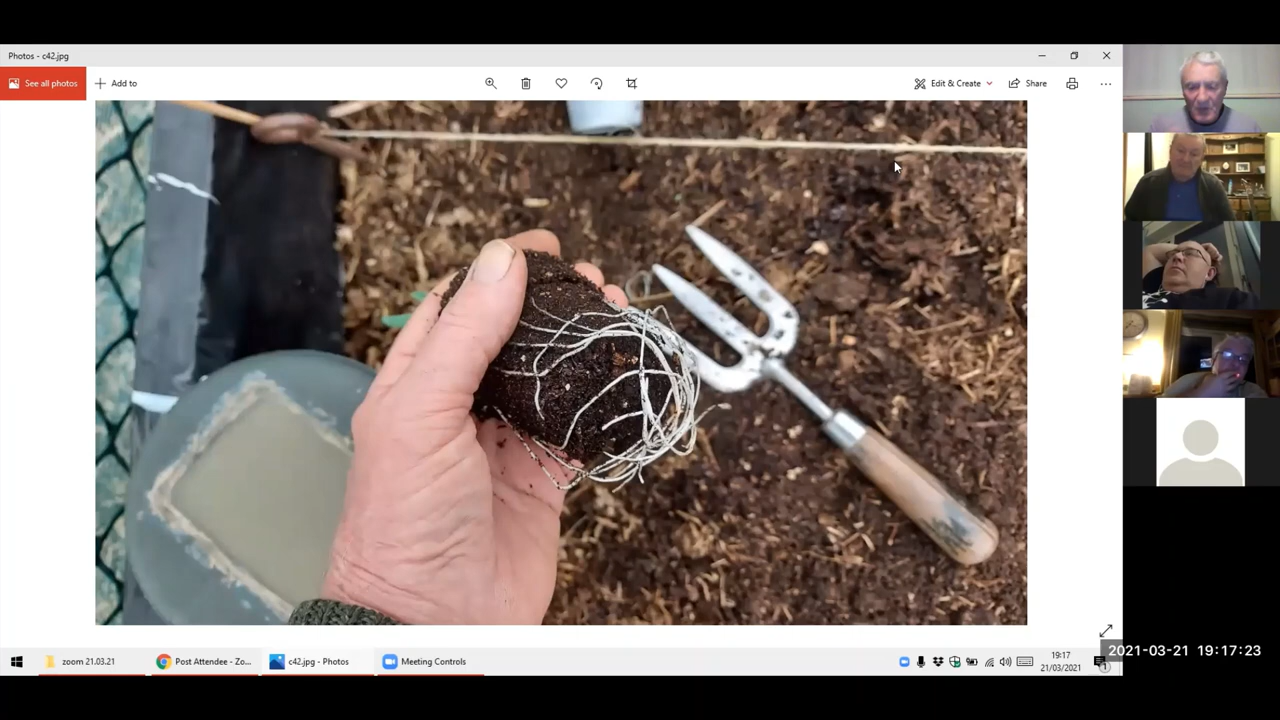 Photos - c42.jpg
See all photos
Add to
Edit & Create
Share
zoom 21.03.21
Post Attendee - Zo...
c42.jpg - Photos
Meeting Controls
19:17
21/03/2021
1
2021-03-21 19:17:23